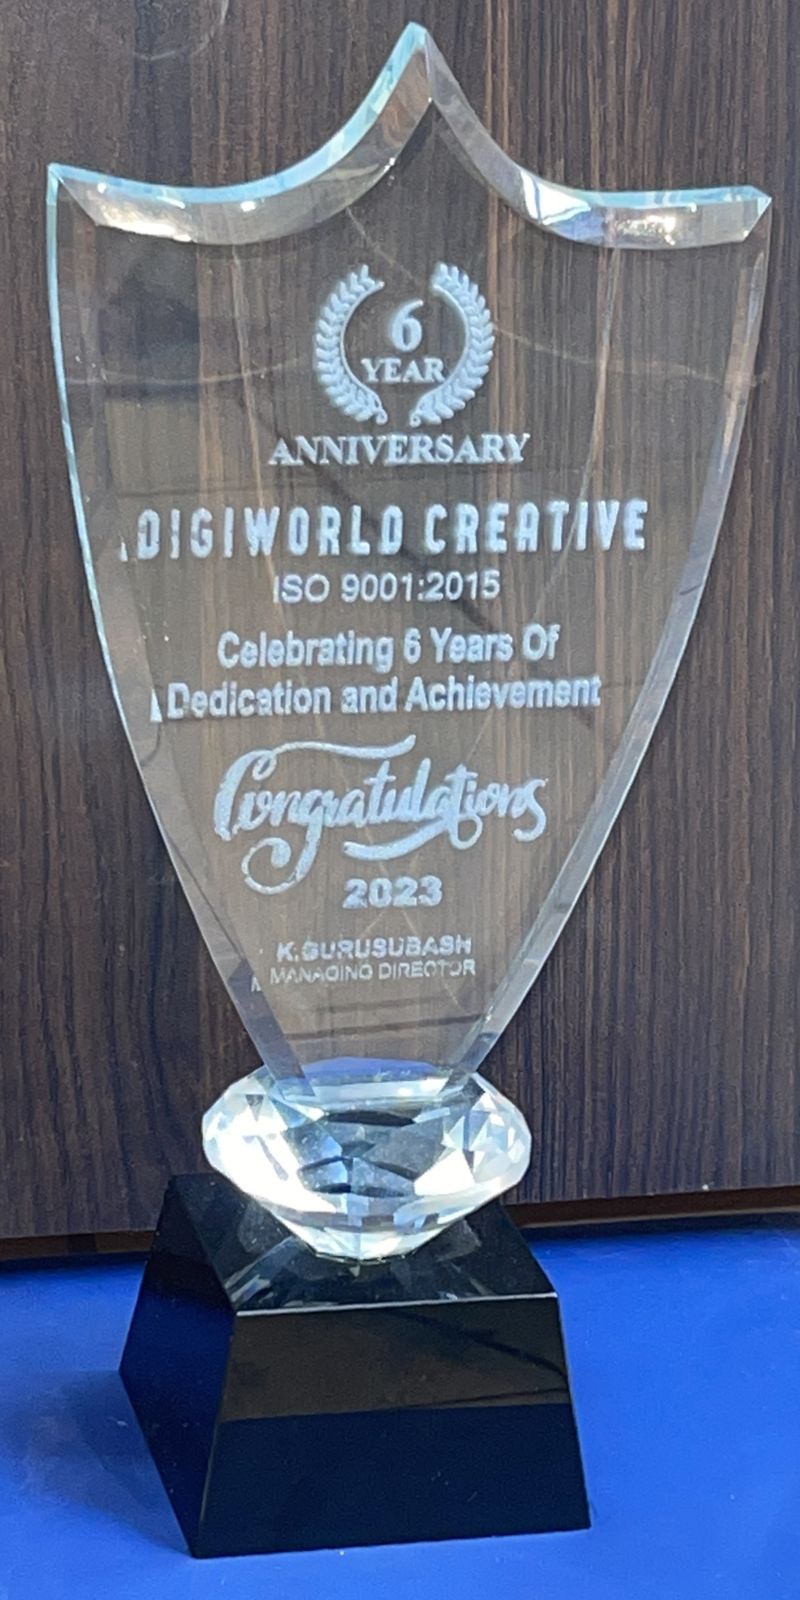 6
YEAR
ANNIVERSARY
DIGIWORLD CREATIVE
ISO 9001:2015
Celebrating 6 Years Of
Dedication and Achievement
Congratulations
2023
K.GURUSUBASH
MANAGING DIRECTOR